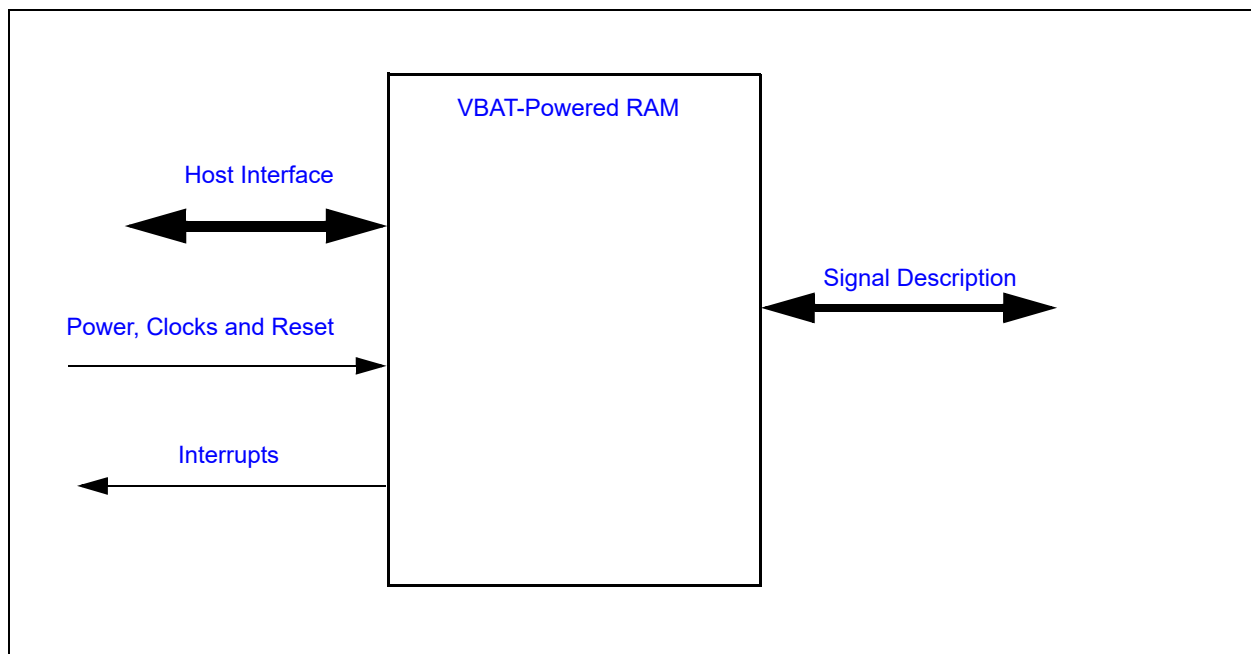 VBAT-Powered RAM
Host Interface
Signal Description
Power, Clocks and Reset
Interrupts